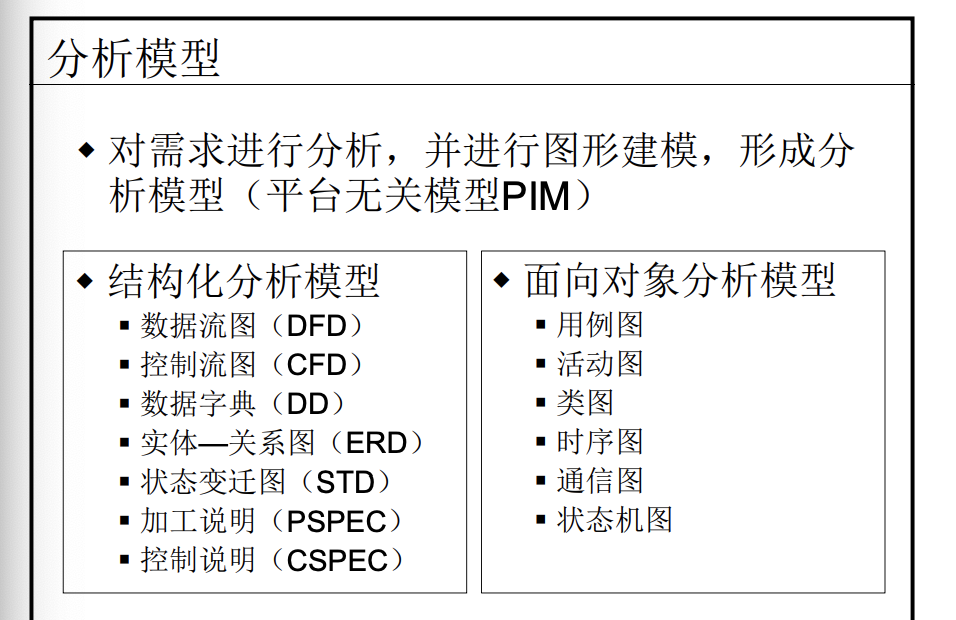 分析模型
◆ 对需求进行分析，并进行图形建模，形成分
析模型（平台无关模型PIM）
◆ 结构化分析模型
▪ 数据流图（DFD）
▪ 控制流图（CFD）
▪ 数据字典（DD）
▪ 实体—关系图（ERD）
▪ 状态变迁图（STD）
▪ 加工说明（PSPEC）
▪ 控制说明（CSPEC）
◆ 面向对象分析模型
▪ 用例图
▪ 活动图
▪ 类图
▪ 时序图
▪ 通信图
▪ 状态机图